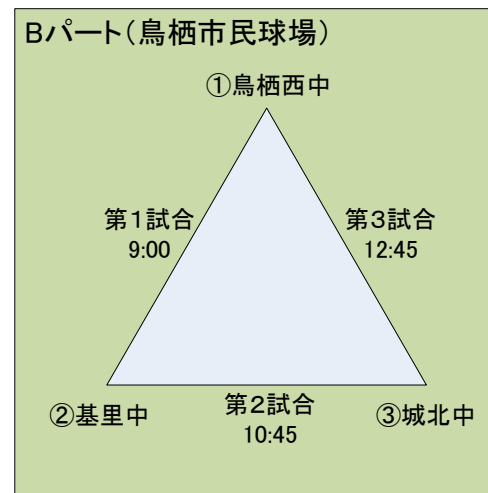 Bパート(鳥栖市民球場)
①鳥栖西中
第1試合
9:00
第3試合
12:45
②基里中
第2試合
10:45
③城北中